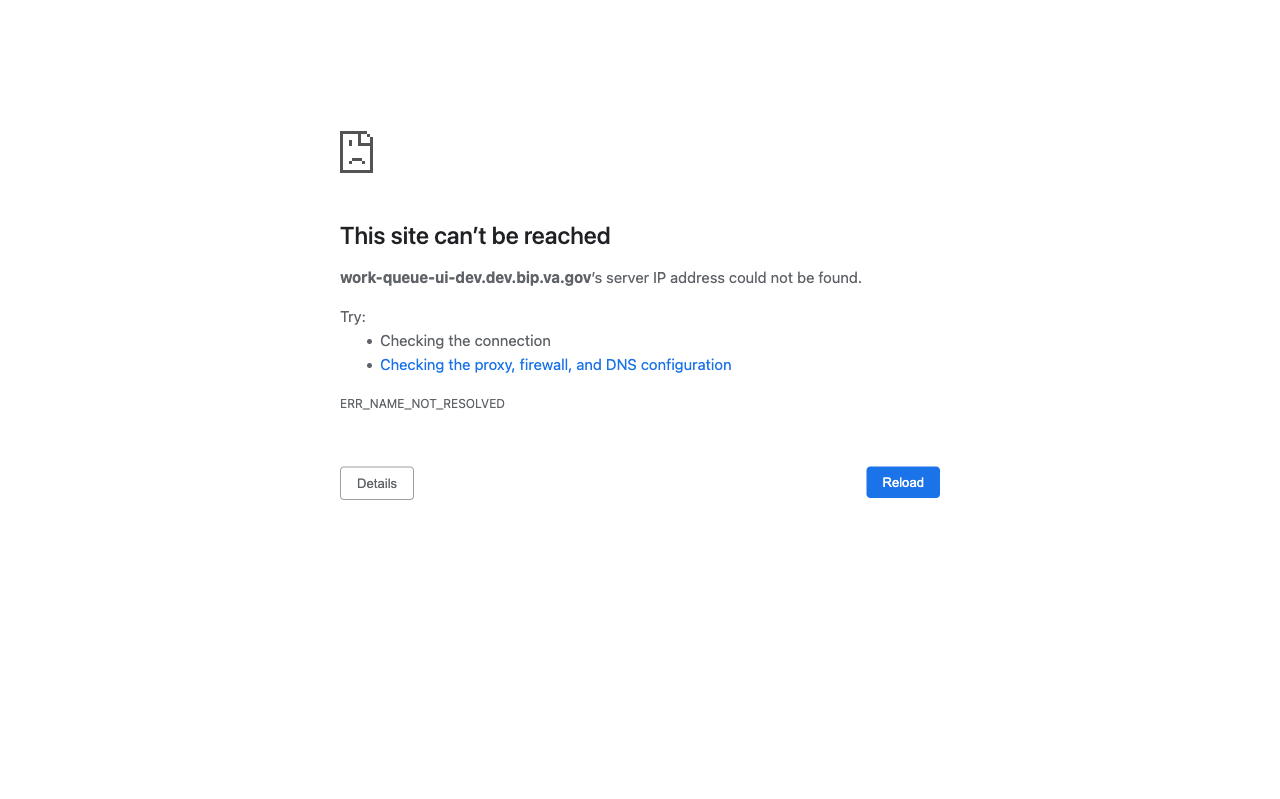 This site can’t be reached
work-queue-ui-dev.dev.bip.va.gov’s server IP address could not be found.
Try:
• Checking the connection
• Checking the proxy, firewall, and DNS configuration
ERR_NAME_NOT_RESOLVED
Details
Reload